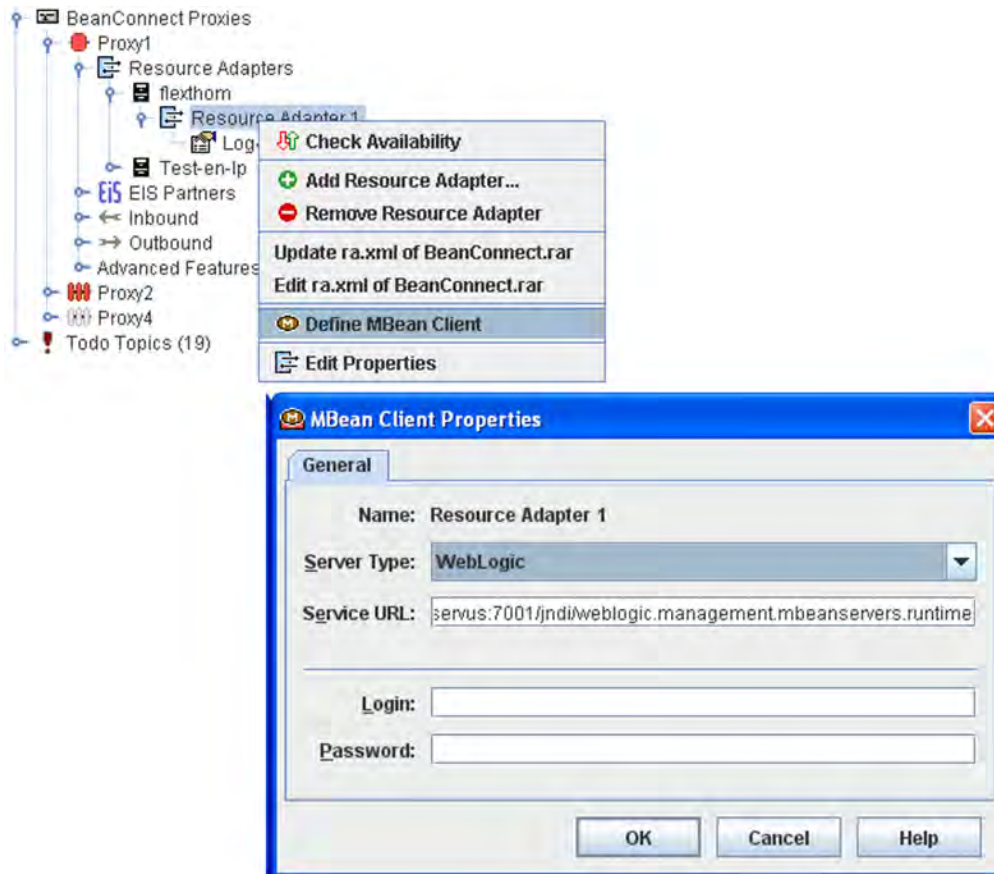 BeanConnect Proxies
Proxy1
Resource Adapters
flexthom
Resource Adapter 1
Log
Test-en-lp
EiS EIS Partners
Inbound
Outbound
Advanced Features
Proxy2
Proxy4
Todo Topics (19)
Check Availability
Add Resource Adapter...
Remove Resource Adapter
Update ra.xml of BeanConnect.rar
Edit ra.xml of BeanConnect.rar
Define MBean Client
Edit Properties
MBean Client Properties
General
Name: Resource Adapter 1
Server Type: WebLogic
Service URL: servus:7001/jndi/weblogic.management.mbeanservers.runtime
Login:
Password:
OK Cancel Help